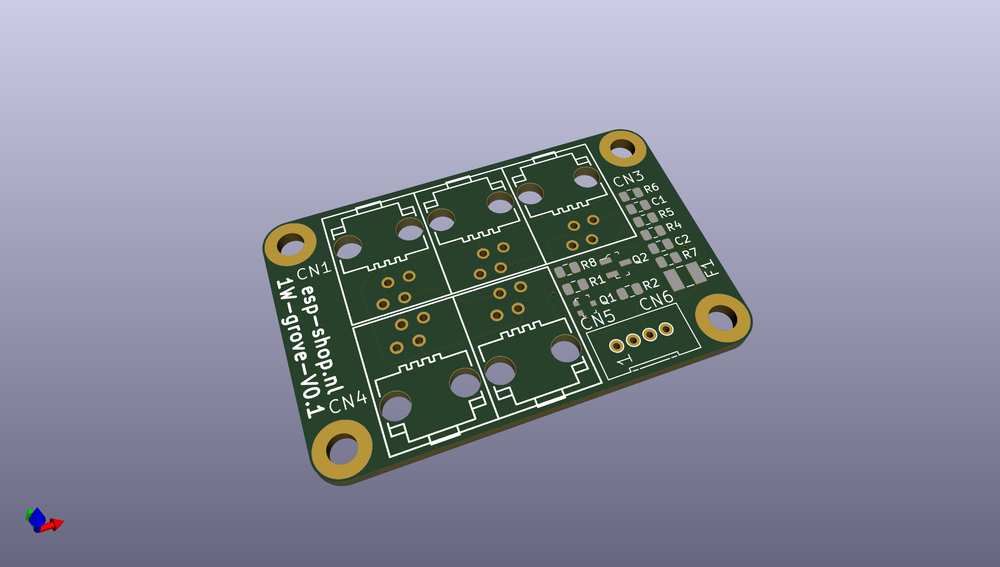 CN3
R6
C1
R5
R4
C2
R7
F1
R8
Q2
R1
Q1
R2
CN5
CN6
1
CN1
esp-shop.nl
1W-grove-V0.1
CN4